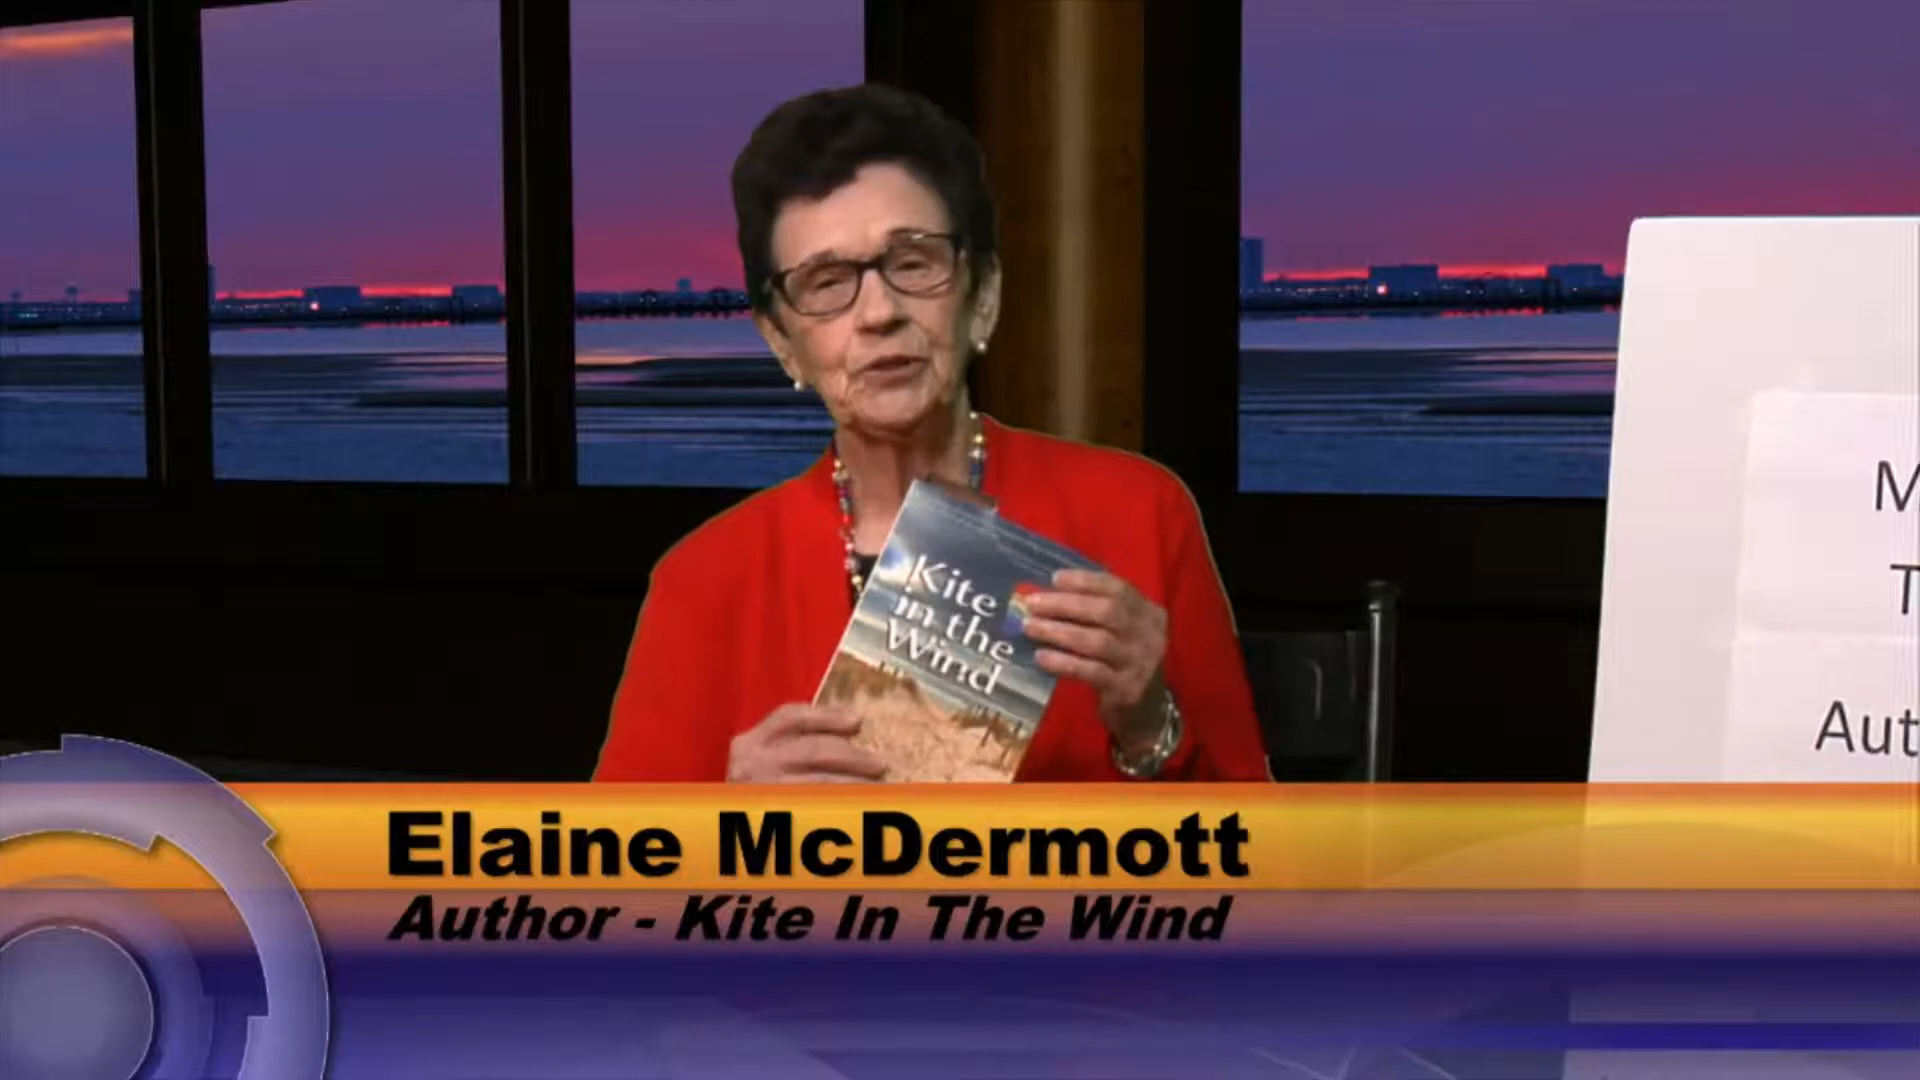 Kite
in the
Wind
M
T
Aut
Elaine McDermott
Author - Kite In The Wind